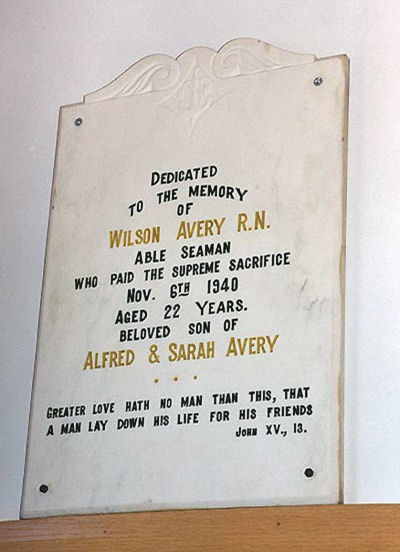 DEDICATED
TO THE MEMORY
OF
WILSON AVERY R.N.
ABLE SEAMAN
WHO PAID THE SUPREME SACRIFICE
NOV. 6TH 1940
AGED 22 YEARS.
BELOVED SON OF
ALFRED & SARAH AVERY
. . .
GREATER LOVE HATH NO MAN THAN THIS, THAT
A MAN LAY DOWN HIS LIFE FOR HIS FRIENDS
JOHN XV., 13.